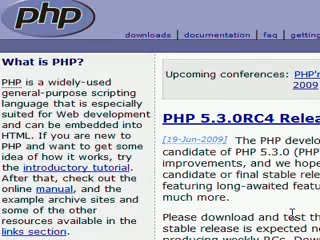 php
downloads | documentation | faq | getting
What is PHP?
PHP is a widely-used
general-purpose scripting
language that is especially
suited for Web development
and can be embedded into
HTML. If you are new to
PHP and want to get some
idea of how it works, try
the introductory tutorial.
After that, check out the
online manual, and the
example archive sites and
some of the other
resources available in the
links section.
Upcoming conferences: PHP'n
2009
PHP 5.3.0RC4 Relea
[19-Jun-2009] The PHP develo
candidate of PHP 5.3.0 (PHP
improvements, and we hope
candidate or final stable relea
featuring long-awaited featu
much more.
Please download and test th
stable release is expected ne
producing weekly RCs. Down